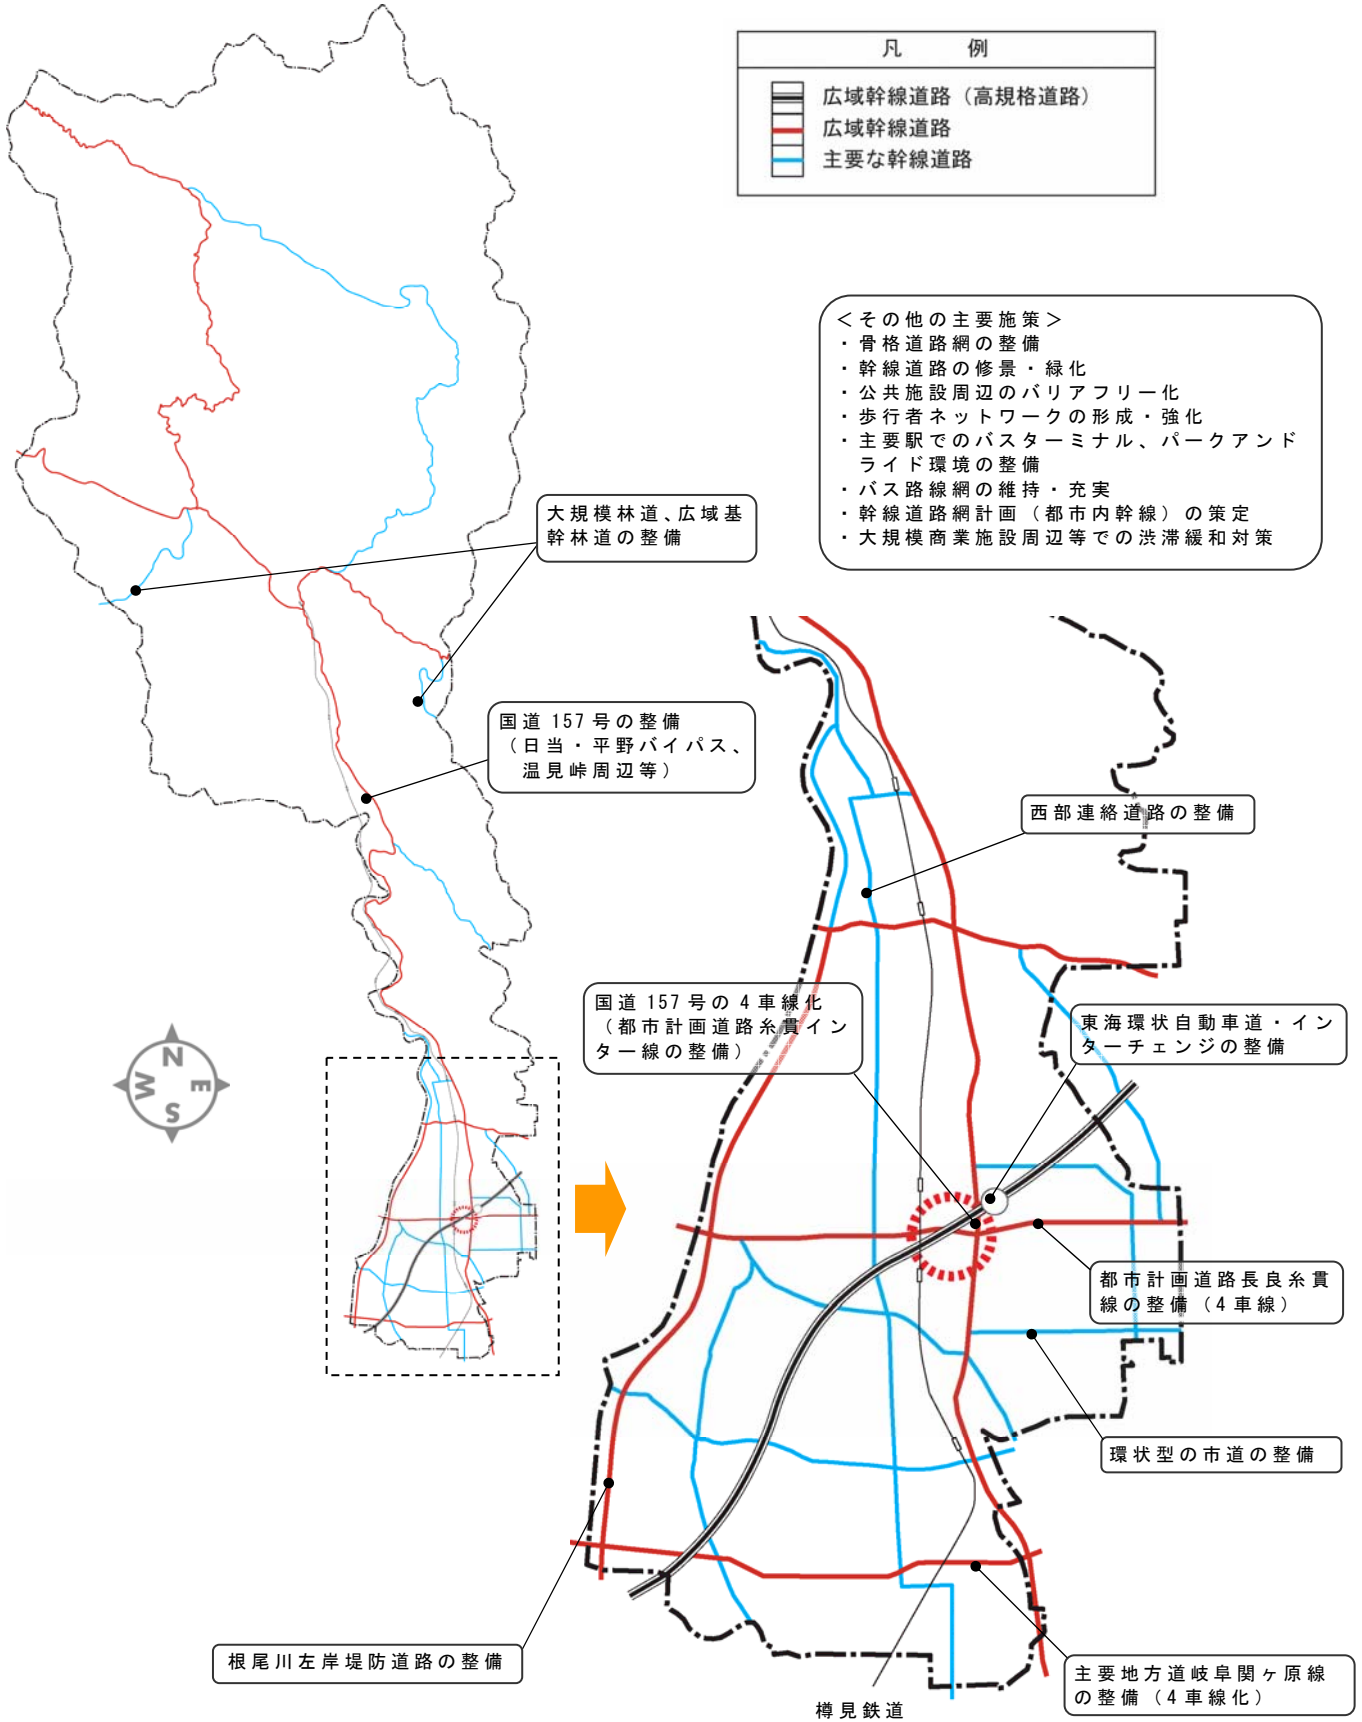 凡 例
広域幹線道路（高規格道路）
広域幹線道路
主要な幹線道路
＜その他の主要施策＞
・骨格道路網の整備
・幹線道路の修景・緑化
・公共施設周辺のバリアフリー化
・歩行者ネットワークの形成・強化
・主要駅でのバスターミナル、パークアンド
ライド環境の整備
・バス路線網の維持・充実
・幹線道路網計画（都市内幹線）の策定
・大規模商業施設周辺等での渋滞緩和対策
大規模林道、広域基
幹林道の整備
国道 157 号の整備
（日当・平野バイパス、
温見峠周辺等）
西部連絡道路の整備
国道 157 号の 4 車線化
（都市計画道路糸貫イン
ター線の整備）
東海環状自動車道・イン
ターチェンジの整備
N
W E
S
都市計画道路長良糸貫
線の整備（4 車線）
環状型の市道の整備
根尾川左岸堤防道路の整備
主要地方道岐阜関ヶ原線
の整備（4 車線化）
樽見鉄道